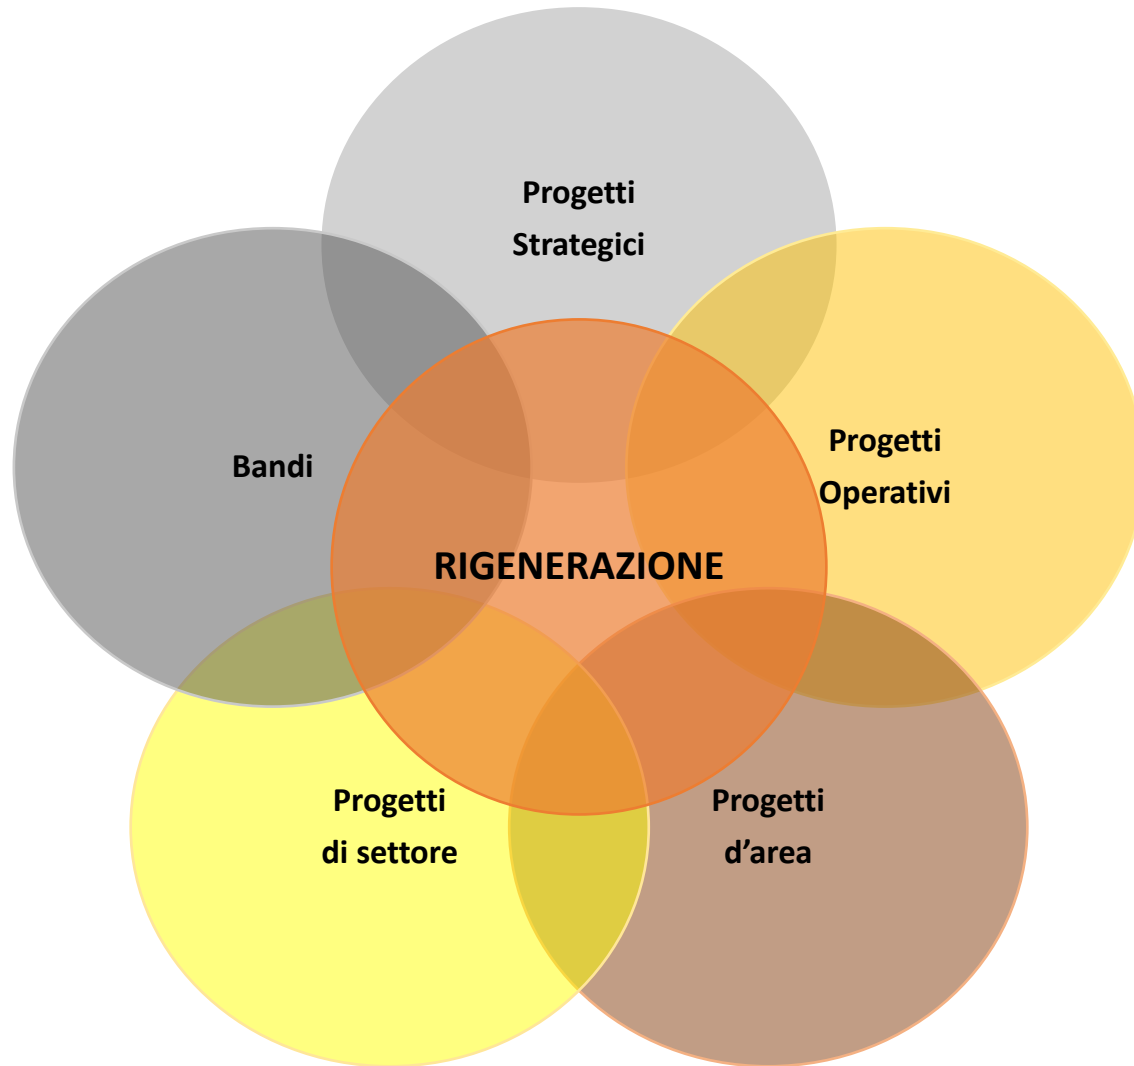 Progetti
Strategici
Bandi
Progetti
Operativi
RIGENERAZIONE
Progetti
di settore
Progetti
d’area